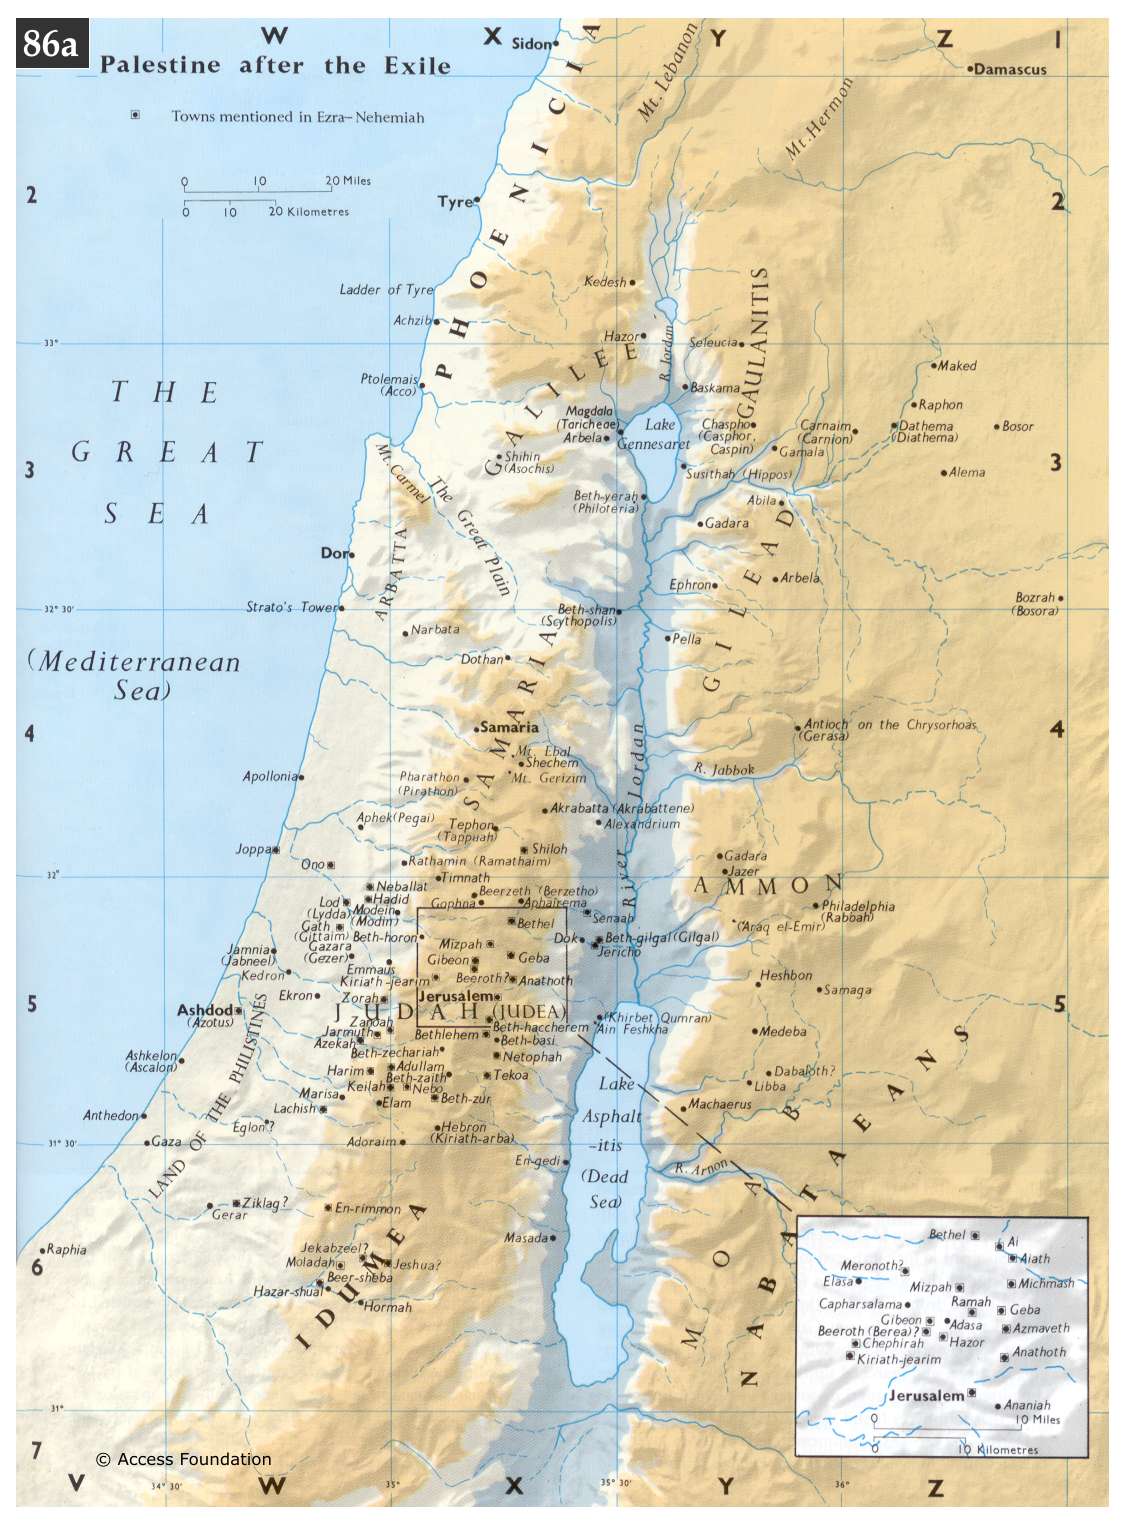 86a
Palestine after the Exile
Towns mentioned in Ezra–Nehemiah
0 10 20 Miles
0 10 20 Kilometres
W
X
Y
Z
1
2
2
3
3
4
4
5
5
6
7
V
W
X
Y
Z
33°
32° 30'
32°
31° 30'
31°
34° 30'
35°
35° 30'
36°
THE
GREAT
SEA
(Mediterranean
Sea)
PHOENICIA
Sidon
Mt. Lebanon
Mt. Hermon
Damascus
Tyre
Ladder of Tyre
Achzib
Ptolemais
(Acco)
Kedesh
Hazor
R. Jordan
Seleucia
GAULANITIS
Baskama
GALILEE
Magdala
(Taricheae)
Arbela
Lake
Gennesaret
Shihin
(Asochis)
Chaspho
(Casphor,
Caspin)
Gamala
Carnaim
(Carnion)
Maked
Raphon
Dathema
(Diathema)
Bosor
Alema
Susithah (Hippos)
Beth-yerah
(Philoteria)
Abila
Gadara
Mt. Carmel
The Great Plain
Dor
ARBATTA
Strato's Tower
Narbata
Beth-shan
(Scythopolis)
Ephron
Arbela
GILEAD
Bozrah
(Bosora)
Pella
Dothan
SAMARIA
Samaria
Mt. Ebal
Shechem
Mt. Gerizim
Pharathon
(Pirathon)
Apollonia
Antioch on the Chrysorhoas
(Gerasa)
R. Jabbok
River Jordan
Akrabatta (Akrabattene)
Alexandrium
Aphek (Pegai)
Tephon
(Tappuah)
Joppa
Ono
Shiloh
Rathamin (Ramathaim)
Timnath
Neballat
Hadid
Beerzeth (Berzetho)
Gophna
Aphairema
Lod
(Lydda)
Modein
(Modin)
Gath
(Gittaim)
Beth-horon
Gazara
(Gezer)
Emmaus
Jamnia
(Jabneel)
Kedron
Bethel
Senaah
Mizpah
Dok
Beth-gilgal (Gilgal)
Jericho
Gibeon
Geba
Beeroth?
Anathoth
Kiriath-jearim
Gadara
Jazer
AMMON
Philadelphia
(Rabbah)
('Araq el-Emir)
Heshbon
Samaga
Ekron
Zorah
Jerusalem
JUDAH (JUDEA)
Ashdod
(Azotus)
Zanoah
Jarmuth
Azekah
Bethlehem
Beth-haccherem
Beth-basi
(Khirbet Qumran)
Ain Feshkha
Medeba
Beth-zechariah
Netophah
Ashkelon
(Ascalon)
Harim
Adullam
Beth-zaith
Tekoa
Keilah
Nebo
Marisa
Elam
Beth-zur
Lachish
Dabaloth?
Libba
Machaerus
Anthedon
Gaza
Eglon?
Hebron
(Kiriath-arba)
Adoraim
En-gedi
LAND OF THE PHILISTINES
Lake
Asphalt
-itis
(Dead
Sea)
R. Arnon
NABATAEANS
MOAB
Gerar
Ziklag?
En-rimmon
Raphia
Jekabzeel?
Moladah
Jeshua?
Beer-sheba
Hazar-shual
Hormah
IDUMEA
Masada
Bethel
Ai
Aiath
Meronoth?
Elasa
Mizpah
Michmash
Capharsalama
Ramah
Geba
Gibeon
Adasa
Beeroth (Berea)?
Azmaveth
Chephirah
Hazor
Kiriath-jearim
Anathoth
Jerusalem
Ananiah
0 10 Miles
0 10 Kilometres
© Access Foundation